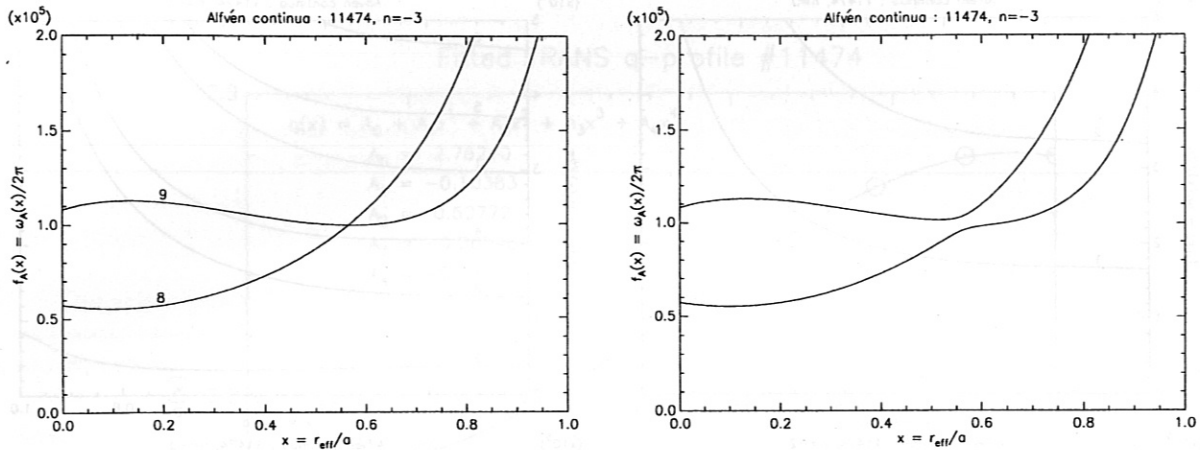 (x10⁵) Alfvén continua : 11474, n=−3
2.0
1.5
1.0
0.5
0.0
9
8
f_A(x) = ω_A(x)/2π
0.0 0.2 0.4 0.6 0.8 1.0
x = r_eff/a
(x10⁵) Alfvén continua : 11474, n=−3
2.0
1.5
1.0
0.5
0.0
f_A(x) = ω_A(x)/2π
0.0 0.2 0.4 0.6 0.8 1.0
x = r_eff/a